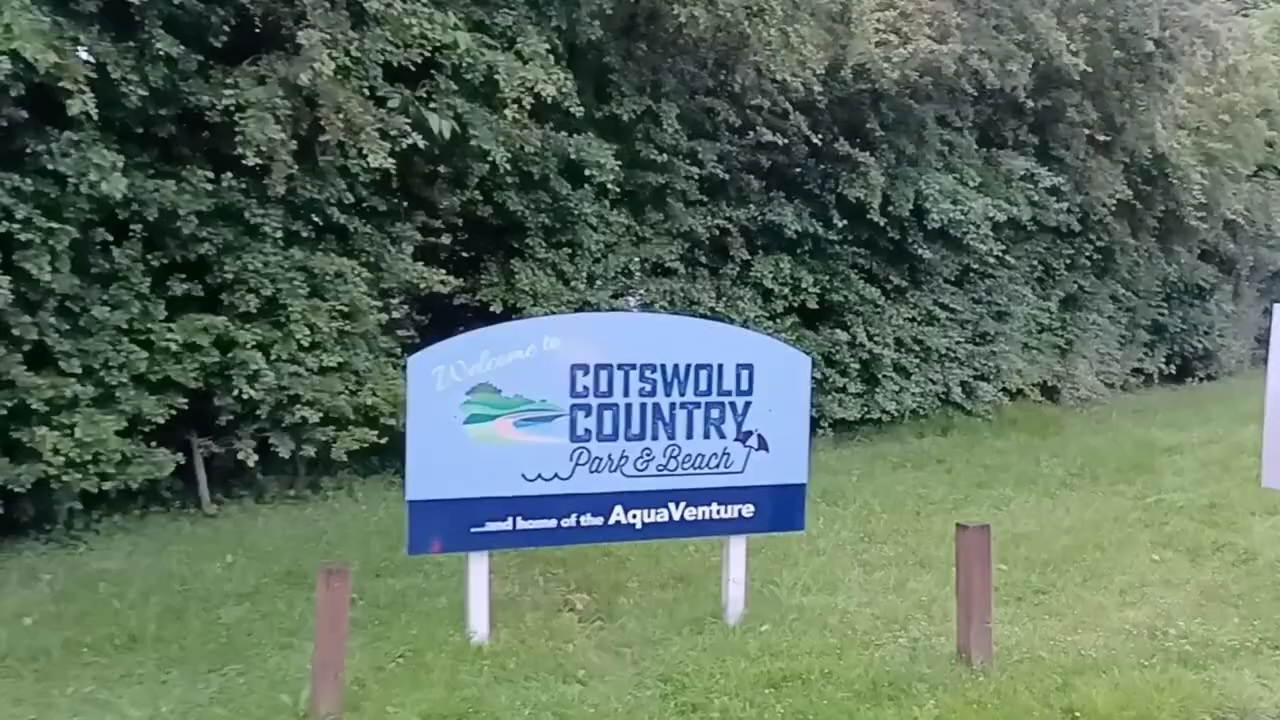 Welcome to
COTSWOLD
COUNTRY
Park & Beach
...and home of the AquaVenture